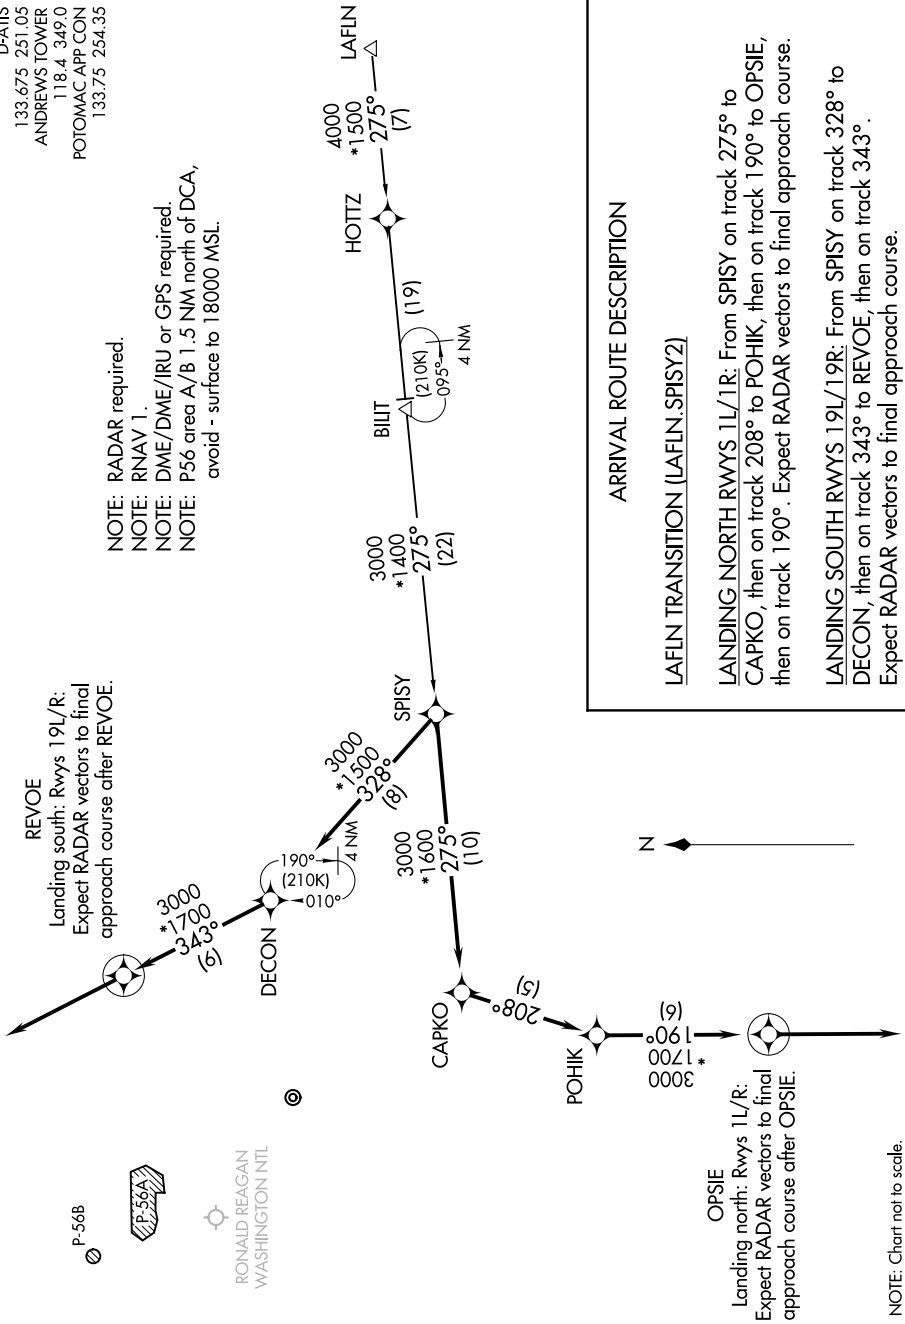 D-ATIS
133.675 251.05
ANDREWS TOWER
118.4 349.0
POTOMAC APP CON
133.75 254.35
NOTE: RADAR required.
NOTE: RNAV 1.
NOTE: DME/DME/IRU or GPS required.
NOTE: P56 area A/B 1.5 NM north of DCA,
avoid - surface to 18000 MSL.
P-56B
P-56A
RONALD REAGAN
WASHINGTON NTL
REVOE
Landing south: Rwys 19L/R:
Expect RADAR vectors to final
approach course after REVOE.
3000
*1700
343°
(6)
DECON
190°
(210K)
010°
4 NM
3000
*1500
328°
(8)
SPISY
3000
*1400
275°
(22)
BILIT
(210K)
095°
4 NM
(19)
HOTTZ
4000
*1500
275°
(7)
LAFLN
3000
*1600
275°
(10)
CAPKO
208°
(5)
POHIK
3000
*
1700
190°
(6)
OPSIE
Landing north: Rwys 1L/R:
Expect RADAR vectors to final
approach course after OPSIE.
N
ARRIVAL ROUTE DESCRIPTION
LAFLN TRANSITION (LAFLN.SPISY2)
LANDING NORTH RWYS 1L/1R: From SPISY on track 275° to
CAPKO, then on track 208° to POHIK, then on track 190° to OPSIE,
then on track 190°. Expect RADAR vectors to final approach course.
LANDING SOUTH RWYS 19L/19R: From SPISY on track 328° to
DECON, then on track 343° to REVOE, then on track 343°.
Expect RADAR vectors to final approach course.
NOTE: Chart not to scale.